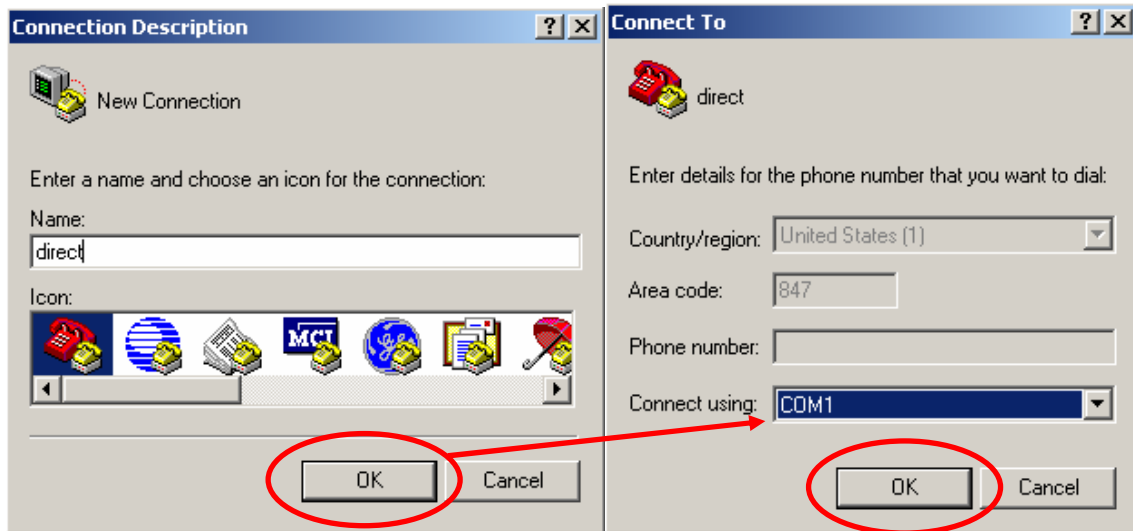 Connection Description
New Connection
Enter a name and choose an icon for the connection:
Name:
direct
Icon:
MCI
OK Cancel
Connect To
direct
Enter details for the phone number that you want to dial:
Country/region: United States (1)
Area code: 847
Phone number:
Connect using: COM1
OK Cancel